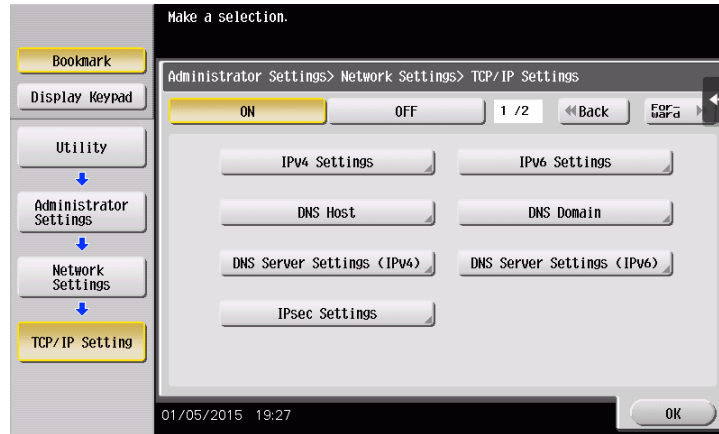 Make a selection.
Bookmark
Display Keypad
Utility
Administrator
Settings
Network
Settings
TCP/IP Setting
Administrator Settings> Network Settings> TCP/IP Settings
ON
OFF
1 /2
Back
For-
ward
IPv4 Settings
IPv6 Settings
DNS Host
DNS Domain
DNS Server Settings (IPv4)
DNS Server Settings (IPv6)
IPsec Settings
01/05/2015 19:27
OK